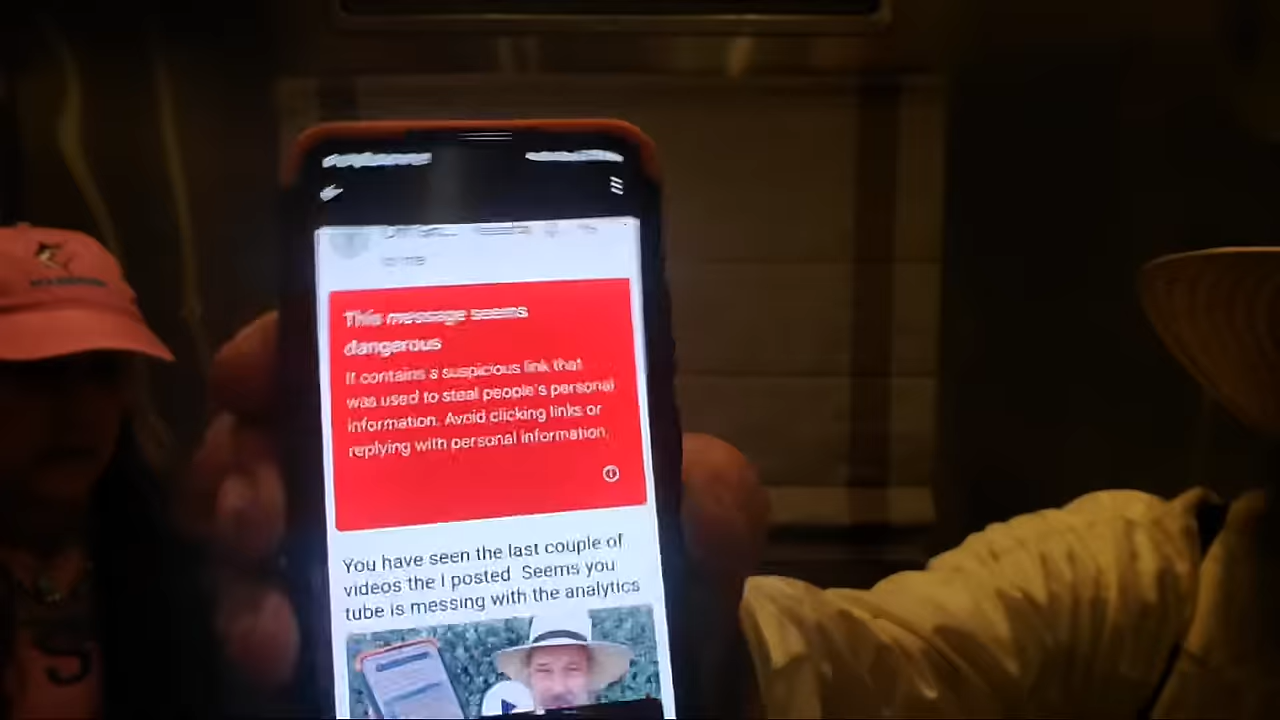 to me
This message seems
dangerous
It contains a suspicious link that
was used to steal people's personal
information. Avoid clicking links or
replying with personal information.
You have seen the last couple of
videos the I posted Seems you
tube is messing with the analytics